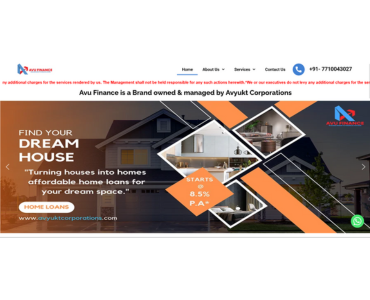 AVU FINANCE
Home About Us Services Contact Us +91- 7710043027
ny additional charges for the services rendered by us. The Management shall not be held responsible for any such actions herewith."We or our executives do not levy any additional charges for the se
Avu Finance is a Brand owned & managed by Avyukt Corporations
AVU FINANCE
FIND YOUR
DREAM
HOUSE
"Turning houses into homes
affordable home loans for
your dream space."
HOME LOANS
www.avyuktcorporations.com
STARTS
@
8.5%
P.A*